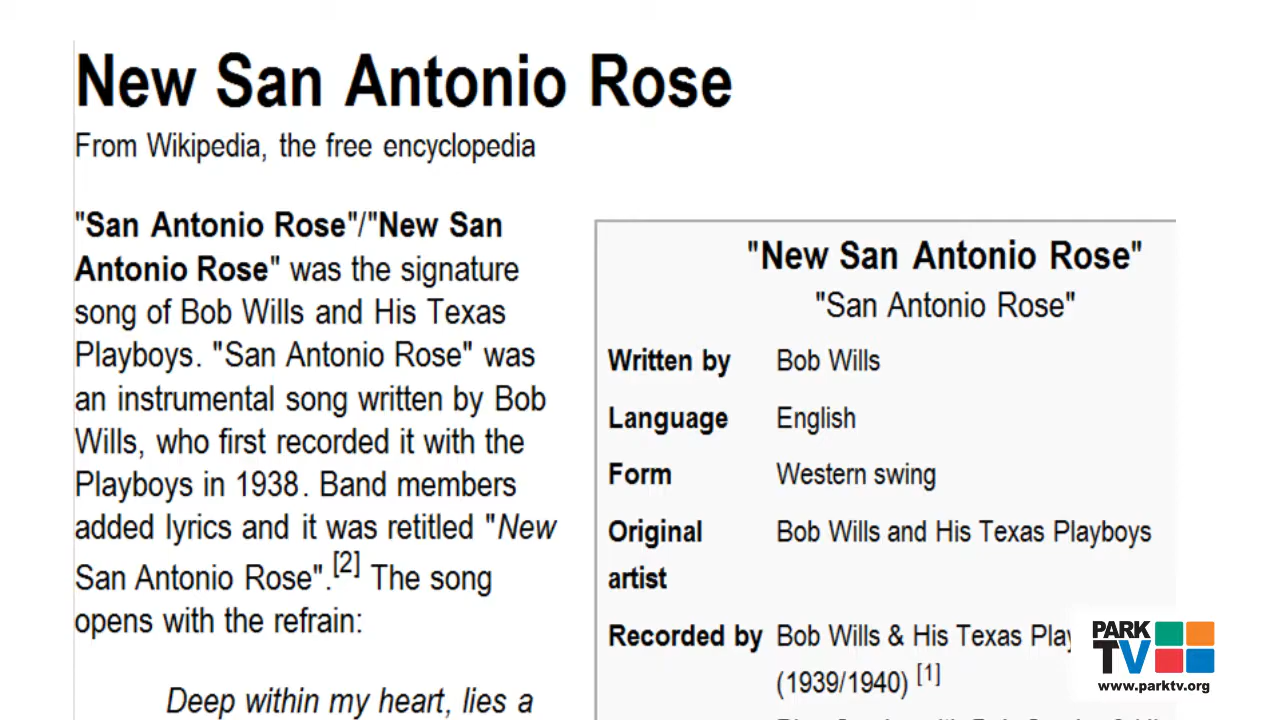 New San Antonio Rose
From Wikipedia, the free encyclopedia
"San Antonio Rose"/"New San
Antonio Rose" was the signature
song of Bob Wills and His Texas
Playboys. "San Antonio Rose" was
an instrumental song written by Bob
Wills, who first recorded it with the
Playboys in 1938. Band members
added lyrics and it was retitled "New
San Antonio Rose".[2] The song
opens with the refrain:
Deep within my heart, lies a
"New San Antonio Rose"
"San Antonio Rose"
Written by Bob Wills
Language English
Form Western swing
Original Bob Wills and His Texas Playboys
artist
Recorded by Bob Wills & His Texas
(1939/1940) [1]
PARK
TV
www.parktv.org